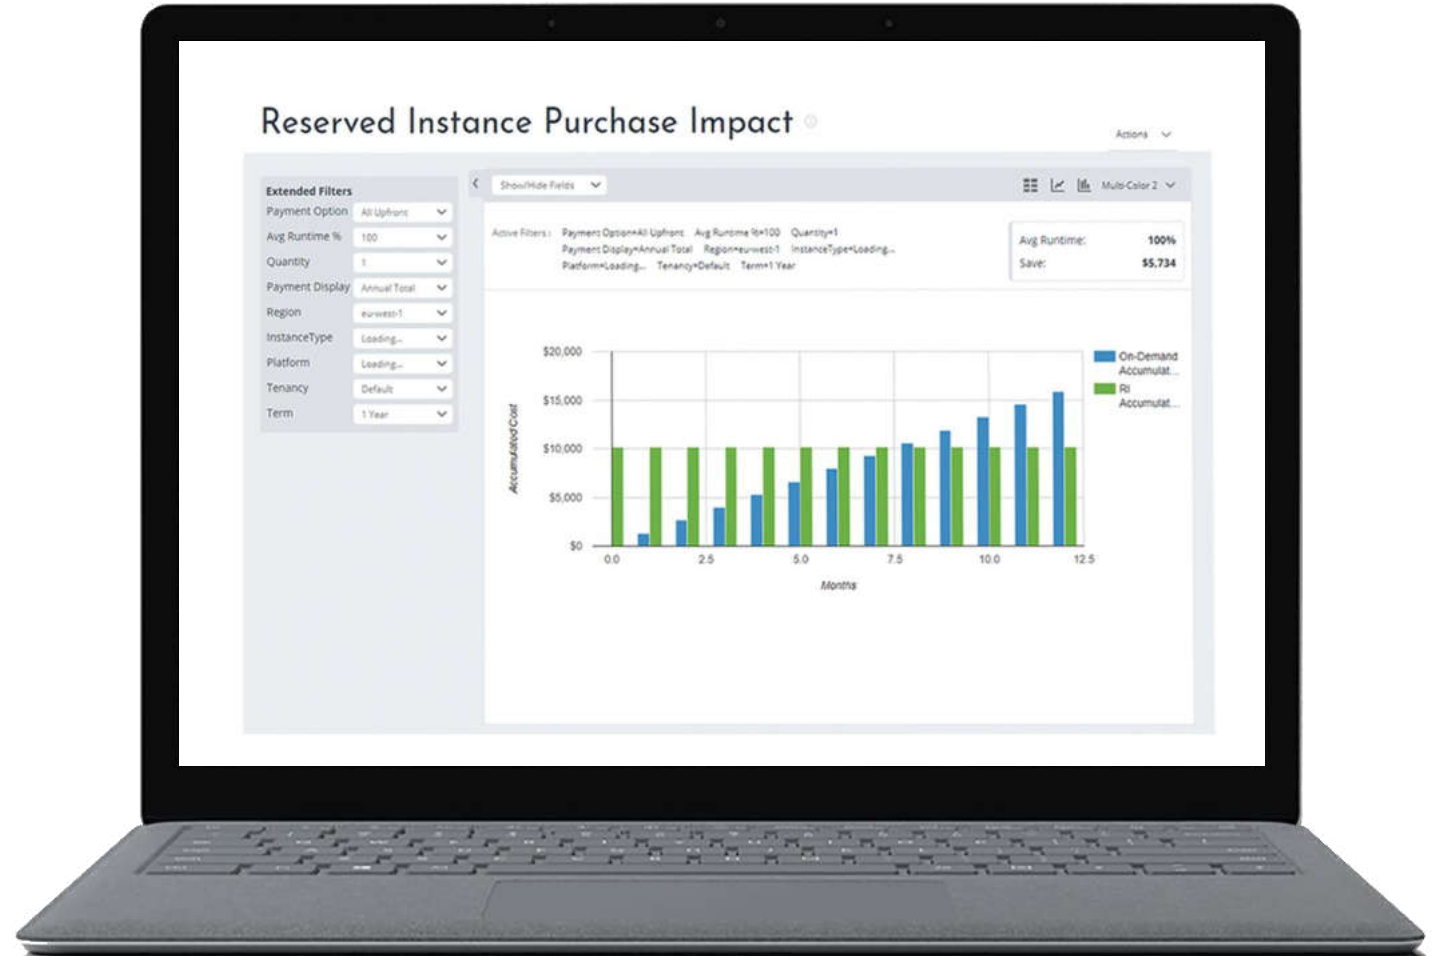 Reserved Instance Purchase Impact
Actions
Extended Filters
Payment Option All Upfront
Avg Runtime % 100
Quantity 1
Payment Display Annual Total
Region eu-west-1
InstanceType Loading...
Platform Loading...
Tenancy Default
Term 1 Year
Show/Hide Fields
Multi-Color 2
Active Filters: Payment Option=All Upfront Avg Runtime %=100 Quantity=1
Payment Display=Annual Total Region=eu-west-1 InstanceType=Loading...
Platform=Loading... Tenancy=Default Term=1 Year
Avg Runtime: 100%
Save: $5,734
Accumulated Cost
$20,000
$15,000
$10,000
$5,000
$0
0.0 2.5 5.0 7.5 10.0 12.5
Months
On-Demand
Accumulat...
RI
Accumulat...